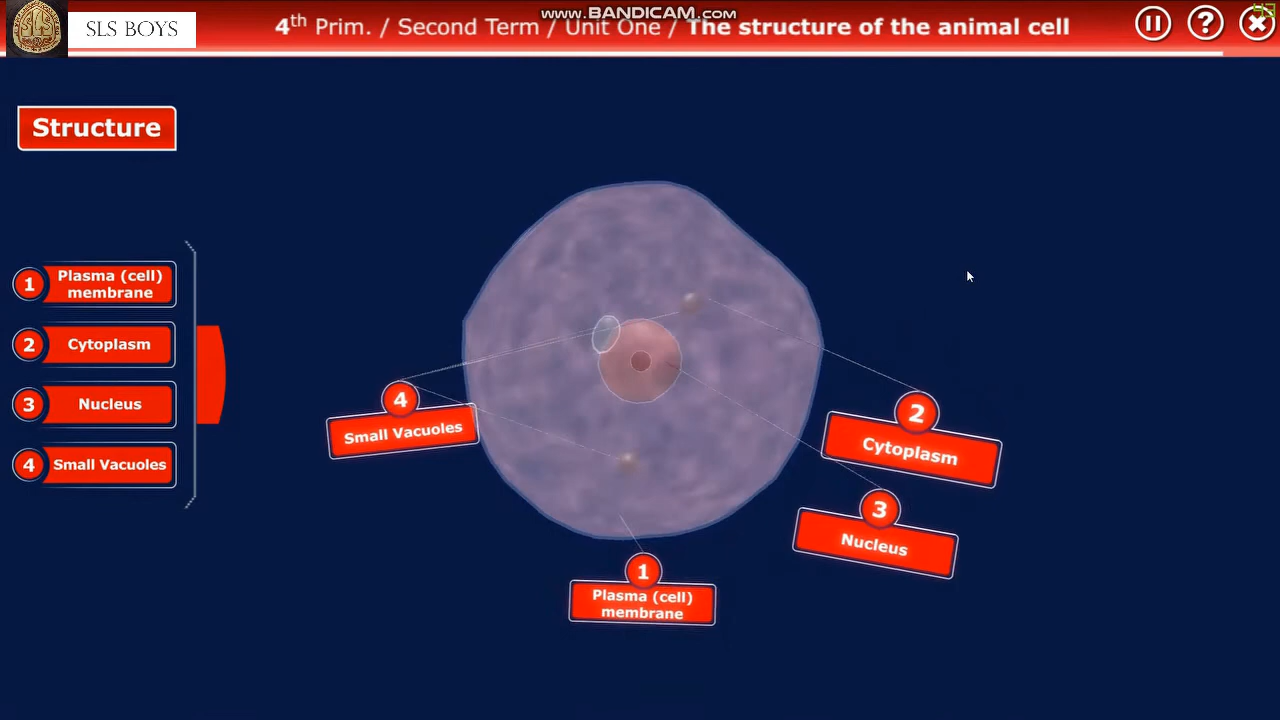 www.BANDICAM.com
SLS BOYS
4th Prim. / Second Term / Unit One / The structure of the animal cell
?
Structure
1
Plasma (cell)
membrane
2
Cytoplasm
3
Nucleus
4
Small Vacuoles
4
Small Vacuoles
2
Cytoplasm
3
Nucleus
1
Plasma (cell)
membrane